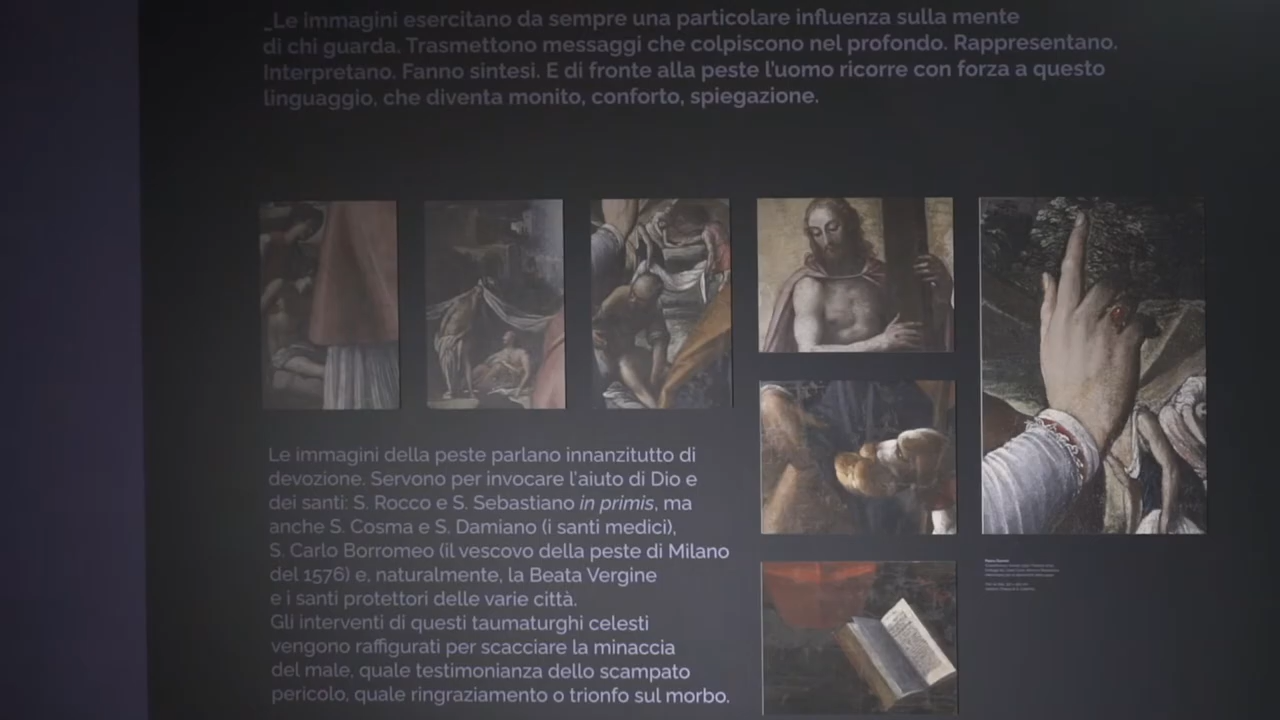 „Le immagini esercitano da sempre una particolare influenza sulla mente
di chi guarda. Trasmettono messaggi che colpiscono nel profondo. Rappresentano.
Interpretano. Fanno sintesi. E di fronte alla peste l'uomo ricorre con forza a questo
linguaggio, che diventa monito, conforto, spiegazione.
Le immagini della peste parlano innanzitutto di
devozione. Servono per invocare l'aiuto di Dio e
dei santi: S. Rocco e S. Sebastiano in primis, ma
anche S. Cosma e S. Damiano (i santi medici),
S. Carlo Borromeo (il vescovo della peste di Milano
del 1576) e, naturalmente, la Beata Vergine
e i santi protettori delle varie città.
Gli interventi di questi taumaturghi celesti
vengono raffigurati per scacciare la minaccia
del male, quale testimonianza dello scampato
pericolo, quale ringraziamento o trionfo sul morbo.